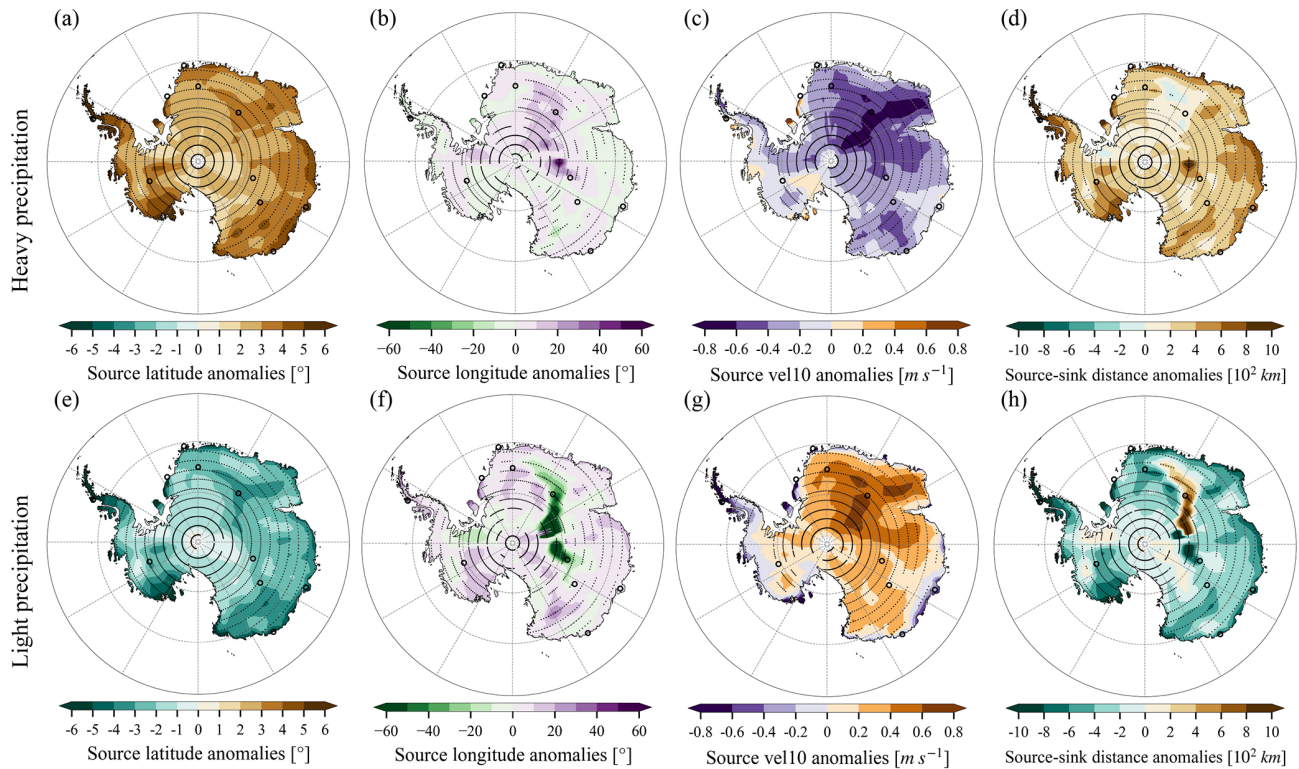 (a) (b) (c) (d)
Heavy precipitation
-6 -5 -4 -3 -2 -1 0 1 2 3 4 5 6
Source latitude anomalies [°]
−60 −40 −20 0 20 40 60
Source longitude anomalies [°]
-0.8 -0.6 -0.4 -0.2 0 0.2 0.4 0.6 0.8
Source vel10 anomalies [m s⁻¹]
-10 -8 -6 -4 -2 0 2 4 6 8 10
Source-sink distance anomalies [10² km]
(e) (f) (g) (h)
Light precipitation
-6 -5 -4 -3 -2 -1 0 1 2 3 4 5 6
Source latitude anomalies [°]
−60 −40 −20 0 20 40 60
Source longitude anomalies [°]
-0.8 -0.6 -0.4 -0.2 0 0.2 0.4 0.6 0.8
Source vel10 anomalies [m s⁻¹]
-10 -8 -6 -4 -2 0 2 4 6 8 10
Source-sink distance anomalies [10² km]